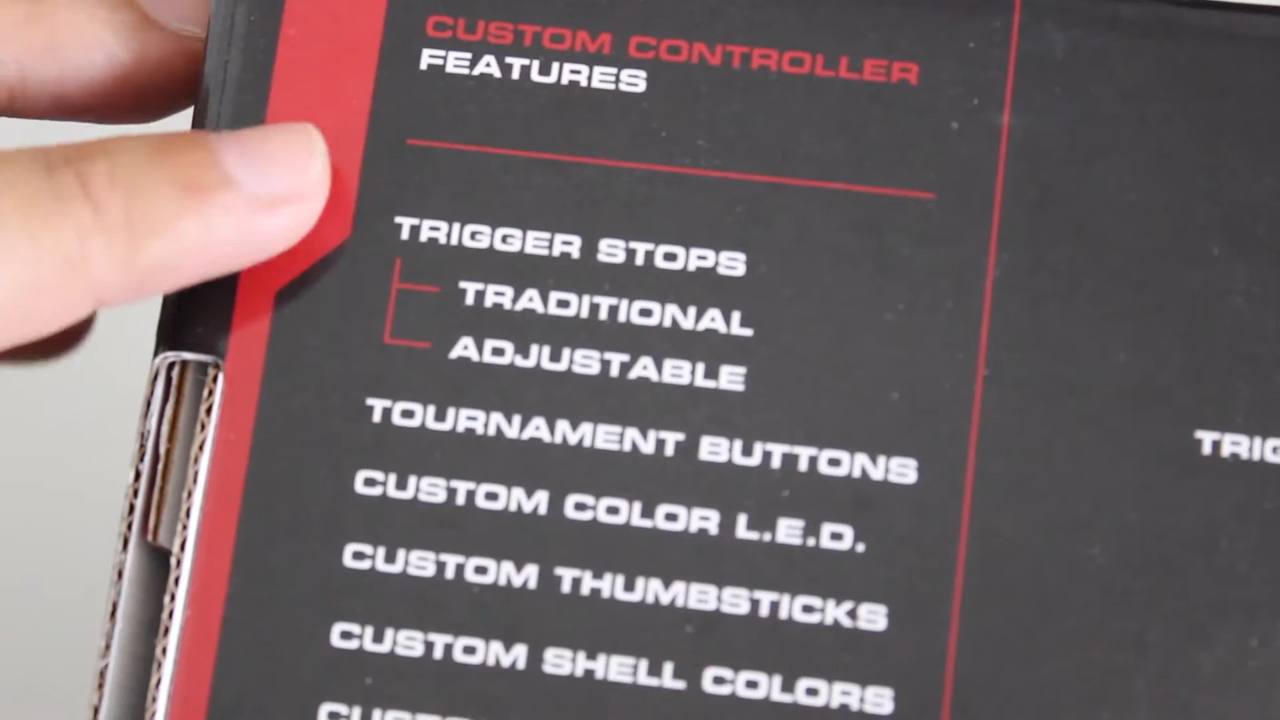 CUSTOM CONTROLLER
FEATURES
TRIGGER STOPS
TRADITIONAL
ADJUSTABLE
TOURNAMENT BUTTONS
CUSTOM COLOR L.E.D.
CUSTOM THUMBSTICKS
CUSTOM SHELL COLORS